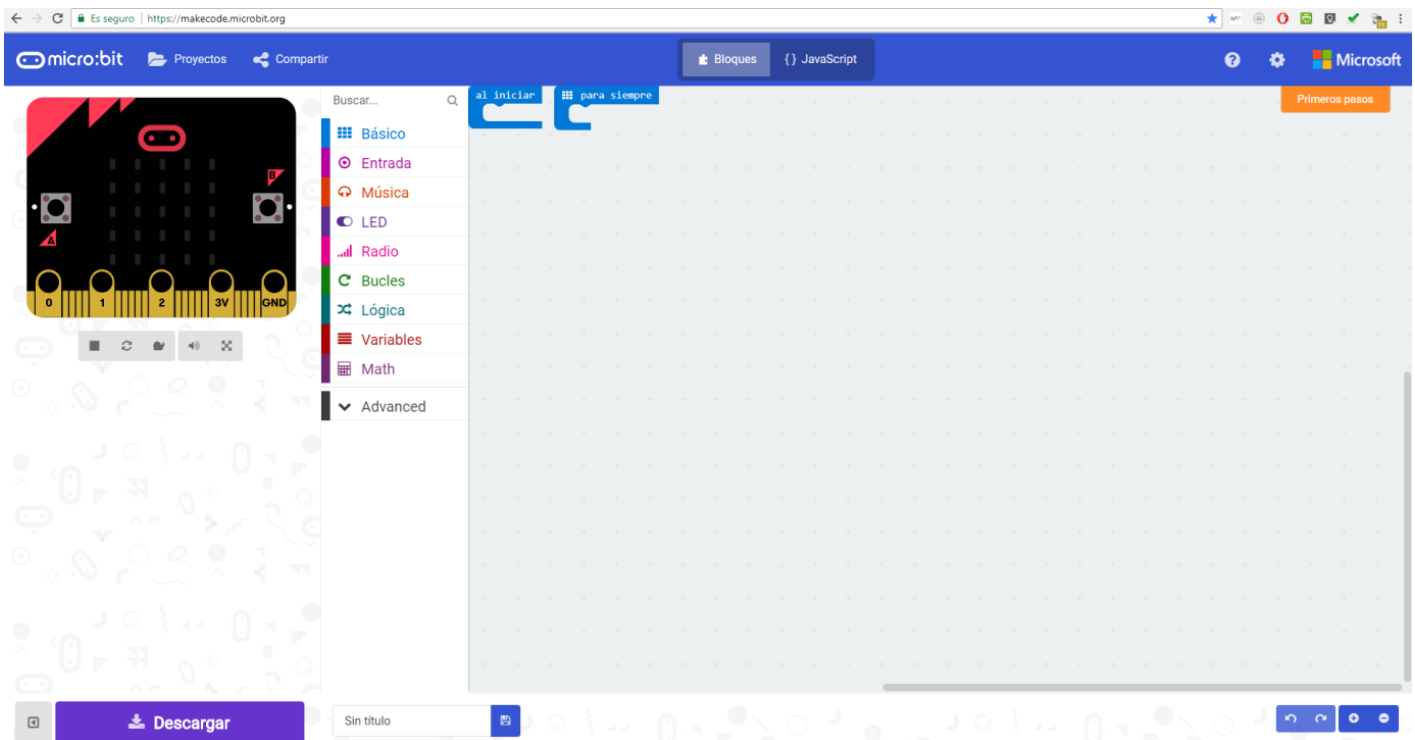 Es seguro | https://makecode.microbit.org
micro:bit Proyectos Compartir Bloques {} JavaScript Microsoft
Buscar...
al iniciar
para siempre
Primeros pasos
Básico
Entrada
Música
LED
Radio
Bucles
Lógica
Variables
Math
Advanced
B
A
0 1 2 3V GND
Descargar
Sin título